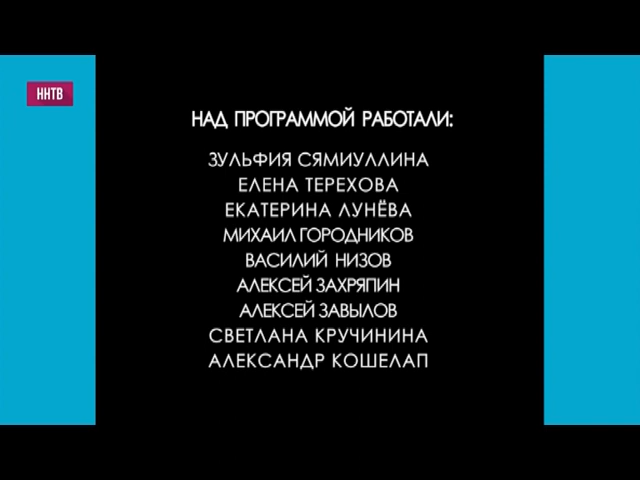 ННТВ
НАД ПРОГРАММОЙ РАБОТАЛИ:
ЗУЛЬФИЯ СЯМИУЛЛИНА
ЕЛЕНА ТЕРЕХОВА
ЕКАТЕРИНА ЛУНЁВА
МИХАИЛ ГОРОДНИКОВ
ВАСИЛИЙ НИЗОВ
АЛЕКСЕЙ ЗАХРЯПИН
АЛЕКСЕЙ ЗАВЫЛОВ
СВЕТЛАНА КРУЧИНИНА
АЛЕКСАНДР КОШЕЛАП